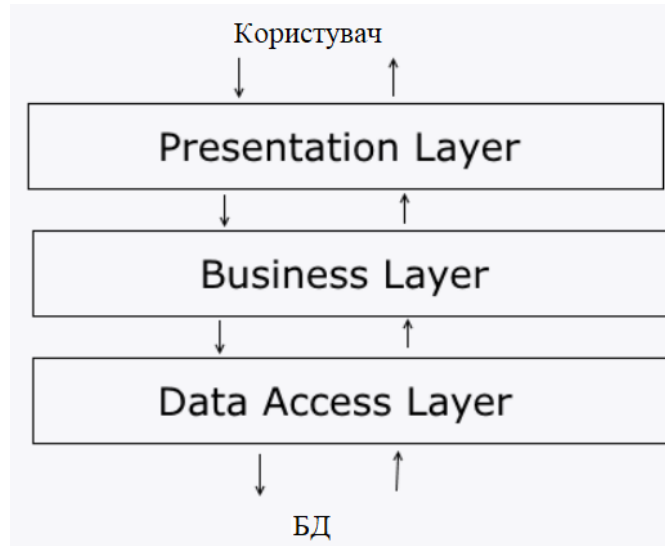 Користувач
Presentation Layer
Business Layer
Data Access Layer
БД